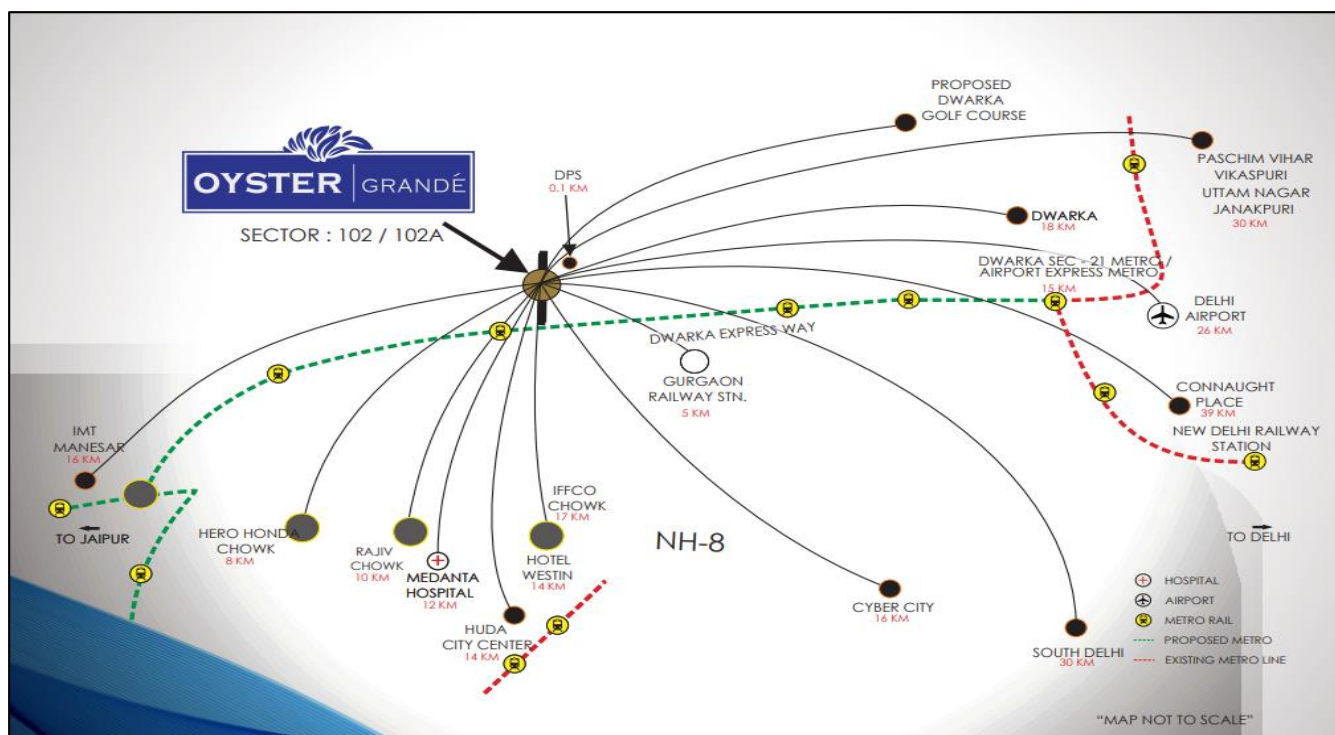 OYSTER GRANDÉ
SECTOR : 102 / 102A
DPS
0.1 KM
PROPOSED
DWARKA
GOLF COURSE
PASCHIM VIHAR
VIKASPURI
UTTAM NAGAR
JANAKPURI
30 KM
DWARKA
18 KM
DWARKA SEC - 21 METRO /
AIRPORT EXPRESS METRO
15 KM
DELHI
AIRPORT
26 KM
DWARKA EXPRESS WAY
GURGAON
RAILWAY STN.
5 KM
CONNAUGHT
PLACE
39 KM
NEW DELHI RAILWAY
STATION
IMT
MANESAR
16 KM
TO JAIPUR
HERO HONDA
CHOWK
8 KM
RAJIV
CHOWK
10 KM
MEDANTA
HOSPITAL
12 KM
HUDA
CITY CENTER
14 KM
IFFCO
CHOWK
17 KM
HOTEL
WESTIN
14 KM
NH-8
CYBER CITY
16 KM
SOUTH DELHI
30 KM
TO DELHI
HOSPITAL
AIRPORT
METRO RAIL
PROPOSED METRO
EXISTING METRO LINE
"MAP NOT TO SCALE"